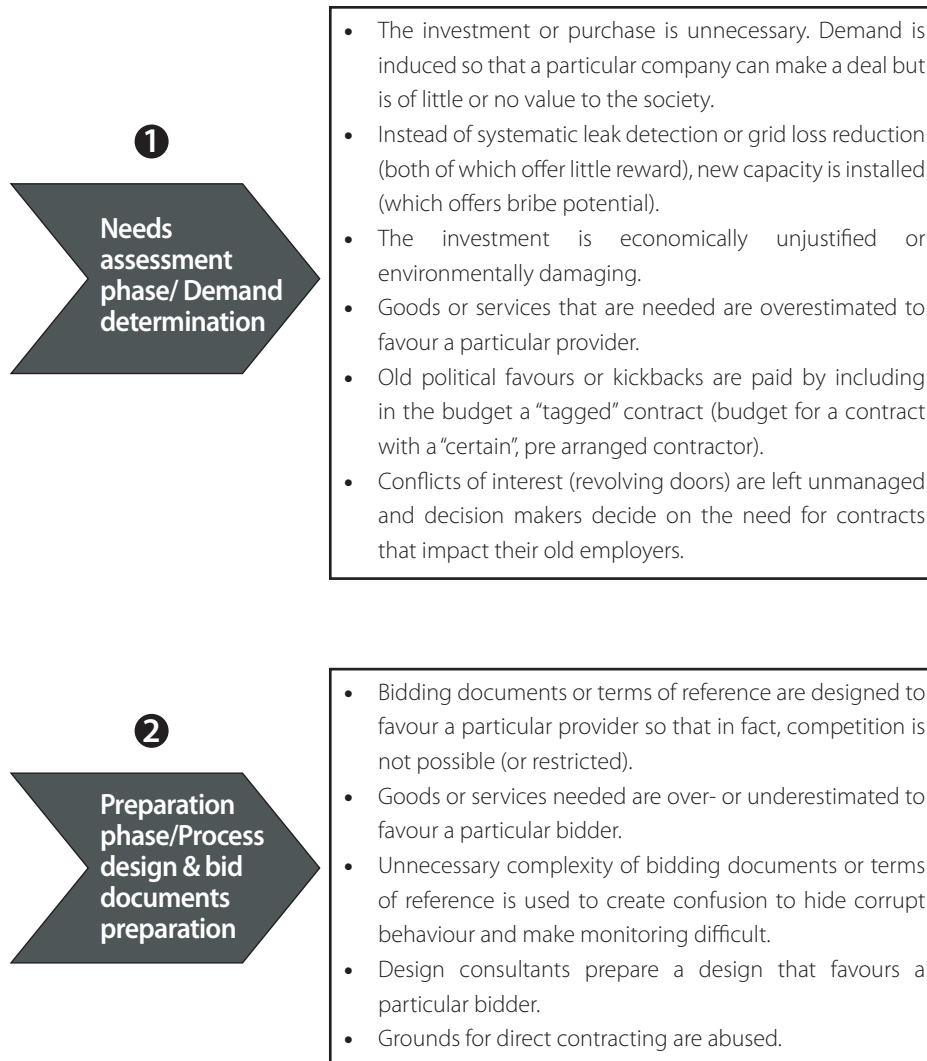 ❶
Needs
assessment
phase/ Demand
determination
• The investment or purchase is unnecessary. Demand is
induced so that a particular company can make a deal but
is of little or no value to the society.
• Instead of systematic leak detection or grid loss reduction
(both of which offer little reward), new capacity is installed
(which offers bribe potential).
• The investment is economically unjustified or
environmentally damaging.
• Goods or services that are needed are overestimated to
favour a particular provider.
• Old political favours or kickbacks are paid by including
in the budget a “tagged” contract (budget for a contract
with a “certain”, pre arranged contractor).
• Conflicts of interest (revolving doors) are left unmanaged
and decision makers decide on the need for contracts
that impact their old employers.
❷
Preparation
phase/Process
design & bid
documents
preparation
• Bidding documents or terms of reference are designed to
favour a particular provider so that in fact, competition is
not possible (or restricted).
• Goods or services needed are over- or underestimated to
favour a particular bidder.
• Unnecessary complexity of bidding documents or terms
of reference is used to create confusion to hide corrupt
behaviour and make monitoring difficult.
• Design consultants prepare a design that favours a
particular bidder.
• Grounds for direct contracting are abused.